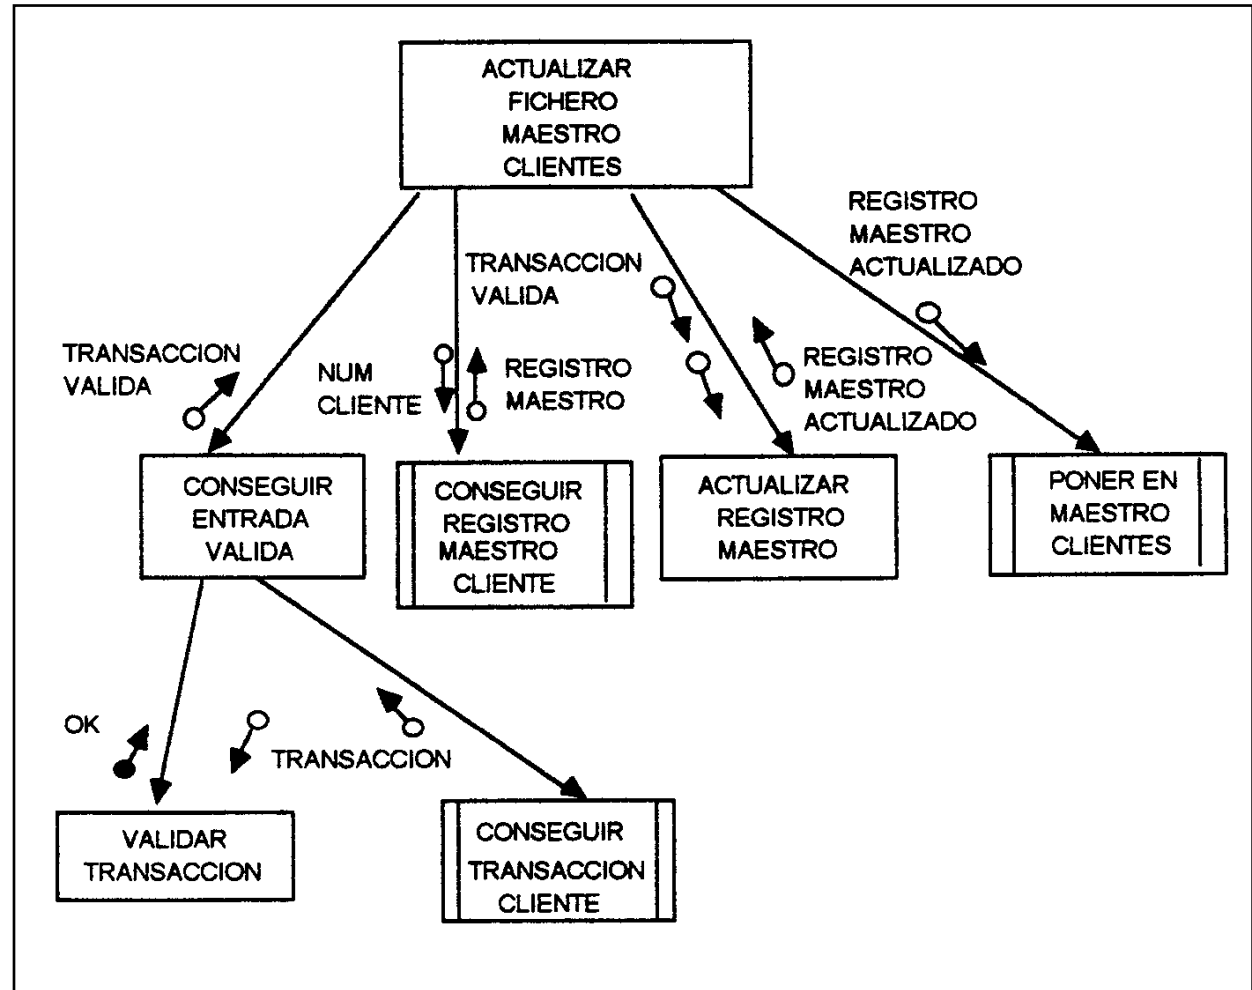 ACTUALIZAR
FICHERO
MAESTRO
CLIENTES
REGISTRO
MAESTRO
ACTUALIZADO
TRANSACCION
VALIDA
TRANSACCION
VALIDA
NUM
CLIENTE
REGISTRO
MAESTRO
REGISTRO
MAESTRO
ACTUALIZADO
CONSEGUIR
ENTRADA
VALIDA
CONSEGUIR
REGISTRO
MAESTRO
CLIENTE
ACTUALIZAR
REGISTRO
MAESTRO
PONER EN
MAESTRO
CLIENTES
OK
TRANSACCION
VALIDAR
TRANSACCION
CONSEGUIR
TRANSACCION
CLIENTE